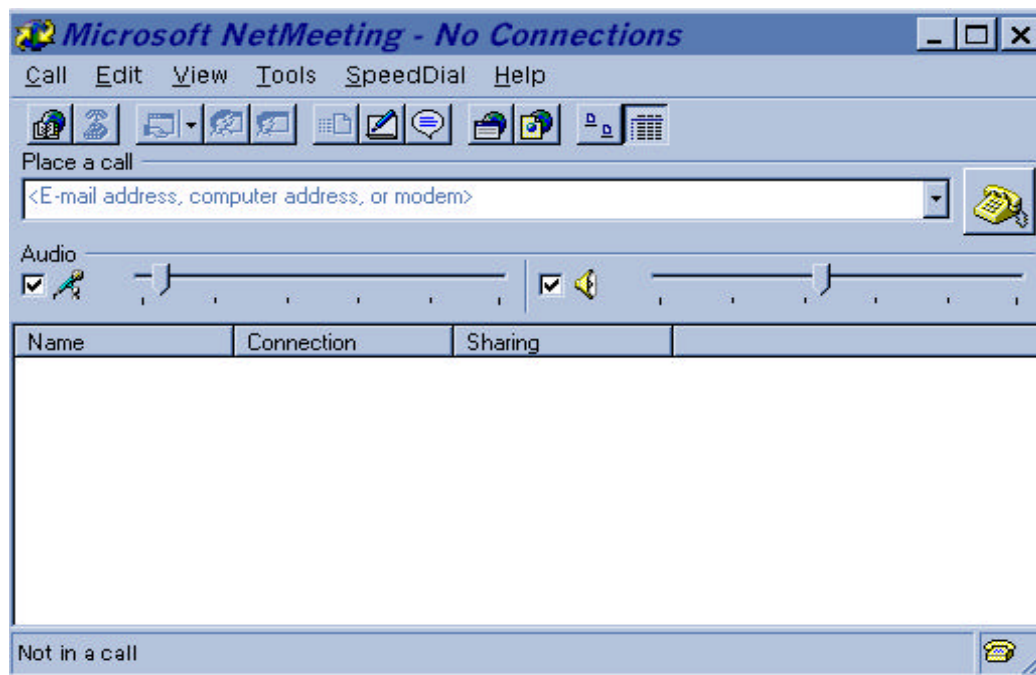 Microsoft NetMeeting - No Connections
Call Edit View Tools SpeedDial Help
Place a call
<E-mail address, computer address, or modem>
Audio
Name Connection Sharing
Not in a call